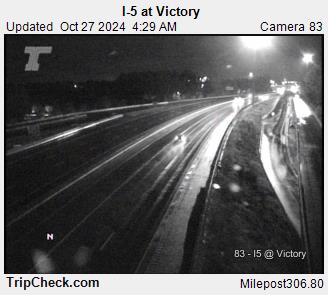 I-5 at Victory
Updated Oct 27 2024 4:29 AM Camera 83
T
N
83 - I5 @ Victory
TripCheck.com Milepost306.80